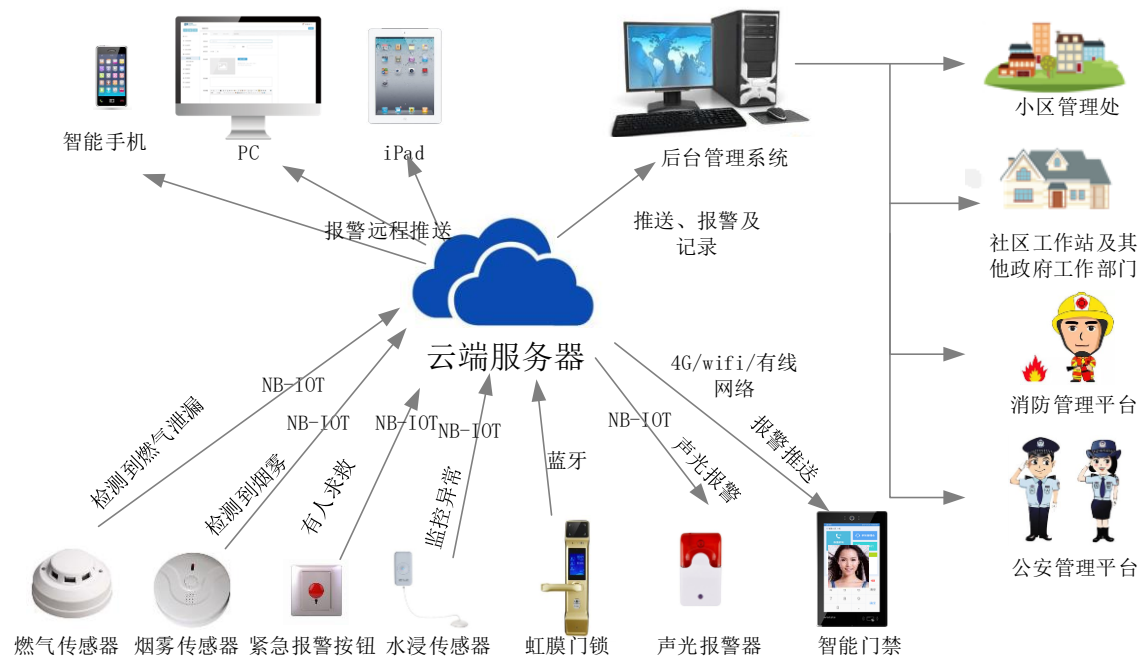 智能手机
PC
iPad
后台管理系统
小区管理处
报警远程推送
推送、报警及
记录
社区工作站及其
他政府工作部门
云端服务器
4G/wifi/有线
网络
消防管理平台
NB-IOT
NB-IOT
NB-IOT
NB-IOT
NB-IOT
检测到燃气泄漏
检测到烟雾
有人求救
监控异常
蓝牙
声光报警
报警推送
公安管理平台
燃气传感器
烟雾传感器
紧急报警按钮
水浸传感器
虹膜门锁
声光报警器
智能门禁